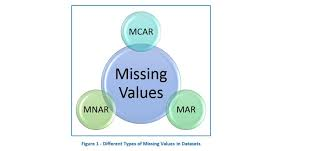 MCAR
Missing
Values
MNAR
MAR
Figure 1 - Different Types of Missing Values in Datasets